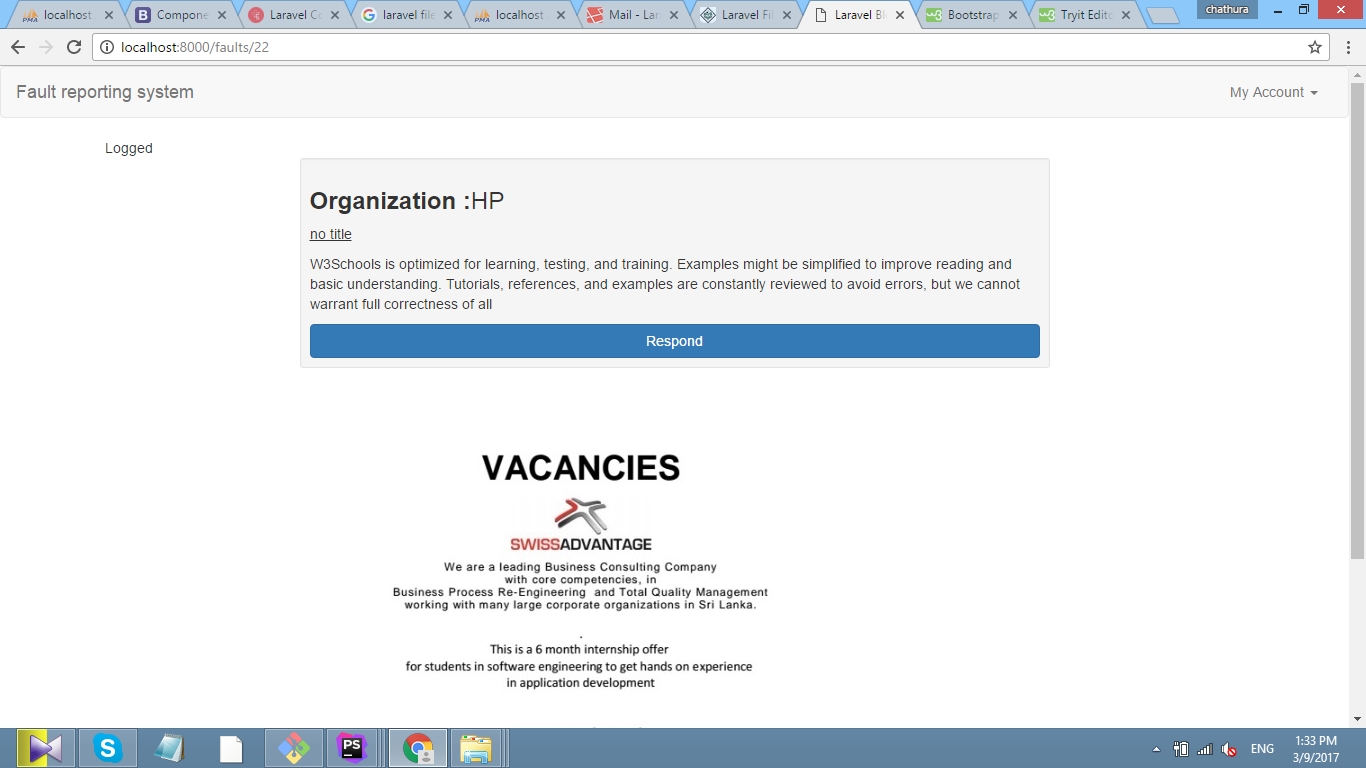 localhost
Compone
Laravel Co
laravel file
localhost
Mail - Lan
Laravel Fil
Laravel Bl
Bootstrap
Tryit Edito
chathura
localhost:8000/faults/22
Fault reporting system
My Account
Logged
Organization :HP
no title
W3Schools is optimized for learning, testing, and training. Examples might be simplified to improve reading and
basic understanding. Tutorials, references, and examples are constantly reviewed to avoid errors, but we cannot
warrant full correctness of all
Respond
VACANCIES
SWISSADVANTAGE
We are a leading Business Consulting Company
with core competencies, in
Business Process Re-Engineering and Total Quality Management
working with many large corporate organizations in Sri Lanka.
.
This is a 6 month internship offer
for students in software engineering to get hands on experience
in application development
PS
ENG
1:33 PM
3/9/2017